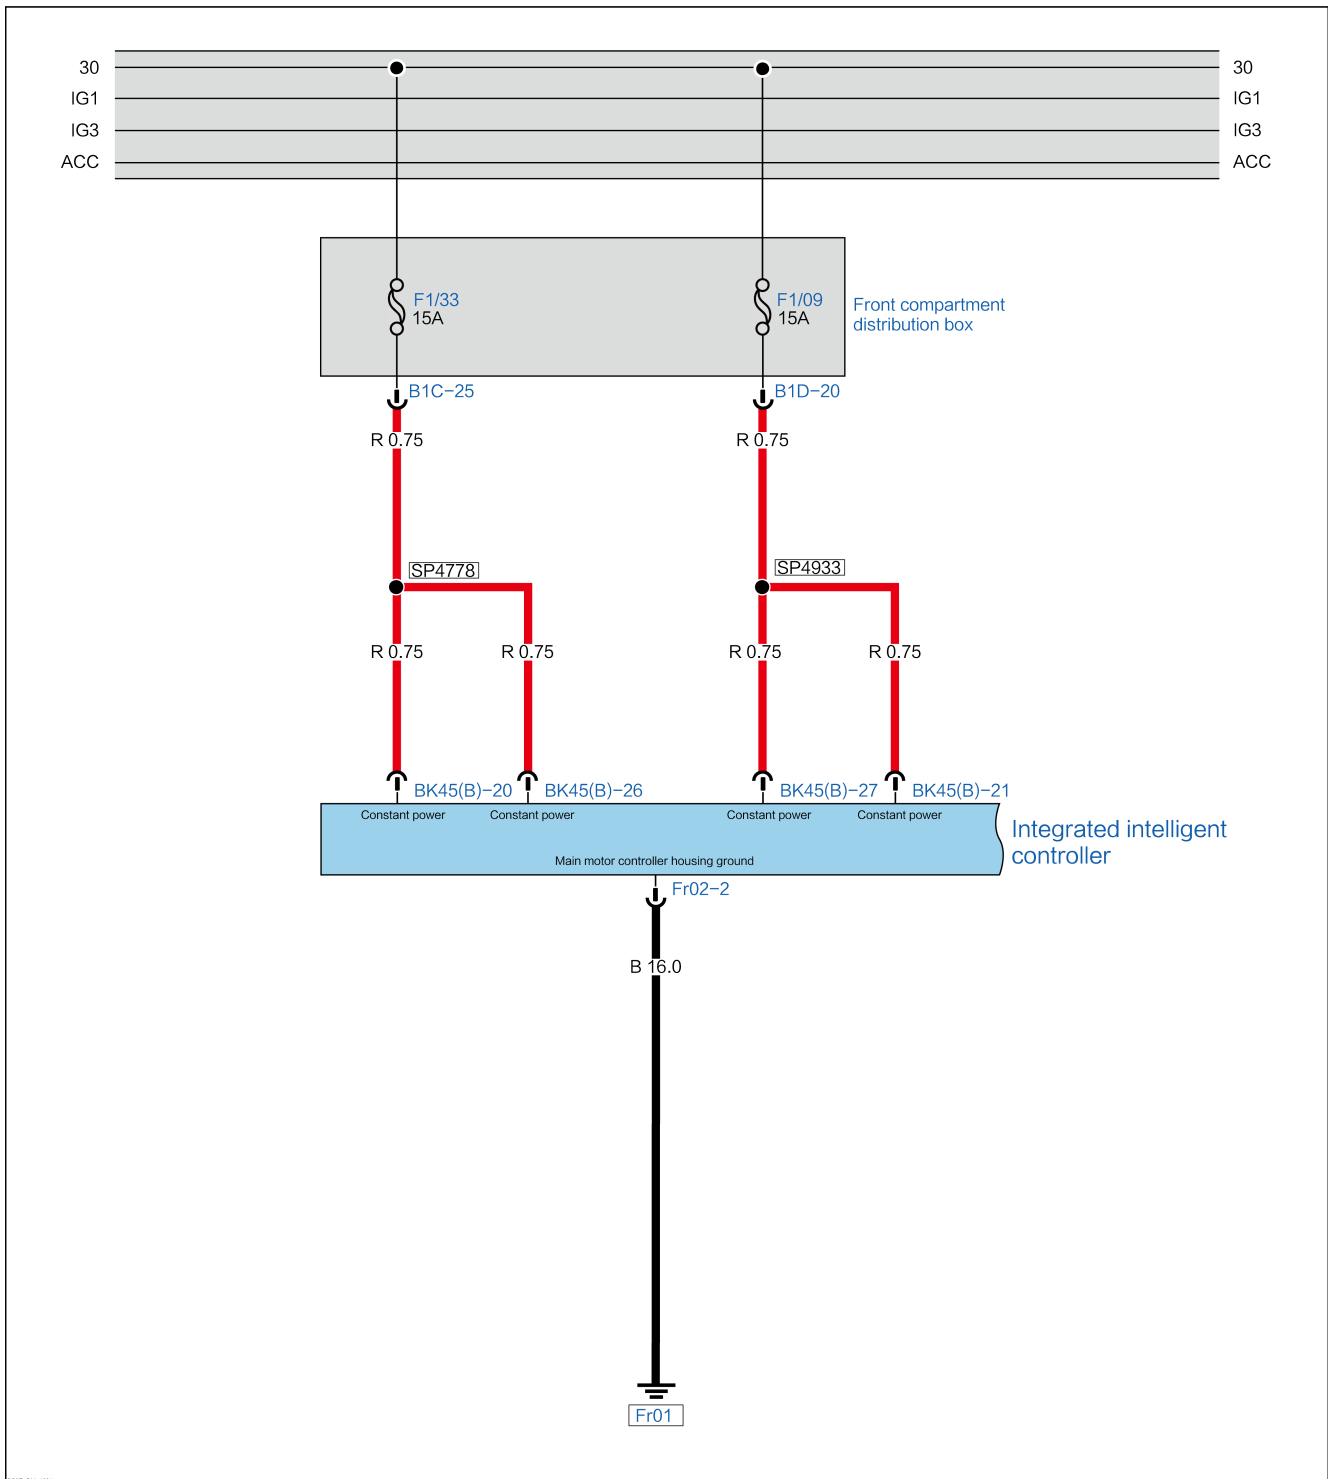 30
30
IG1
IG1
IG3
IG3
ACC
ACC
F1/33
15A
F1/09
15A
Front compartment
distribution box
B1C−25
B1D−20
R 0.75
R 0.75
SP4778
SP4933
R 0.75
R 0.75
R 0.75
R 0.75
BK45(B)−20
BK45(B)−26
BK45(B)−27
BK45(B)−21
Constant power
Constant power
Constant power
Constant power
Integrated intelligent
controller
Main motor controller housing ground
Fr02−2
B 16.0
Fr01